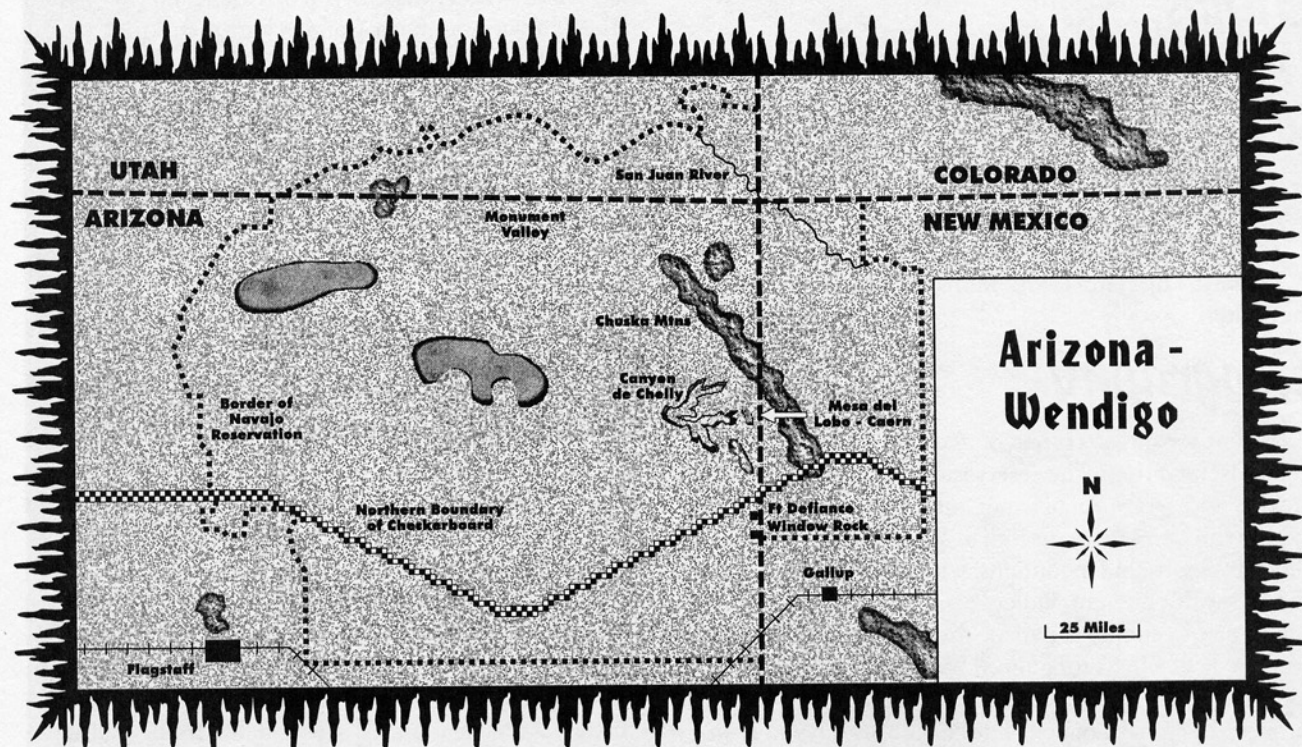 UTAH
COLORADO
San Juan River
ARIZONA
Monument
Valley
NEW MEXICO
Chuska Mtns
Canyon
de Chelly
Border of
Navajo
Reservation
Mesa del
Lobo - Caern
Northern Boundary
of Checkerboard
Ft Defiance
Window Rock
Gallup
Flagstaff
Arizona -
Wendigo
N
25 Miles